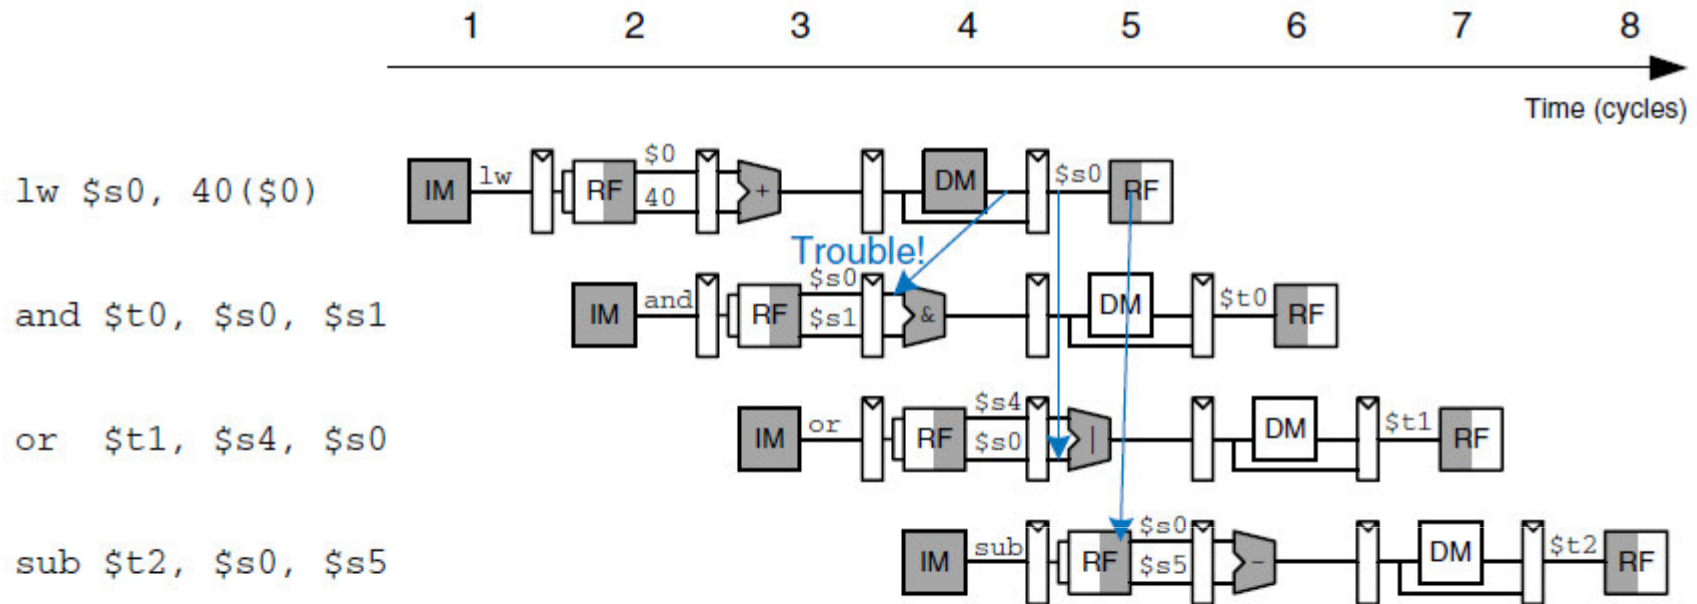 1 2 3 4 5 6 7 8
Time (cycles)
lw $s0, 40($0) IM lw RF $0 40 + DM $s0 RF
Trouble!
and $t0, $s0, $s1 IM and RF $s0 $s1 & DM $t0 RF
or $t1, $s4, $s0 IM or RF $s4 $s0 | DM $t1 RF
sub $t2, $s0, $s5 IM sub RF $s0 $s5 - DM $t2 RF